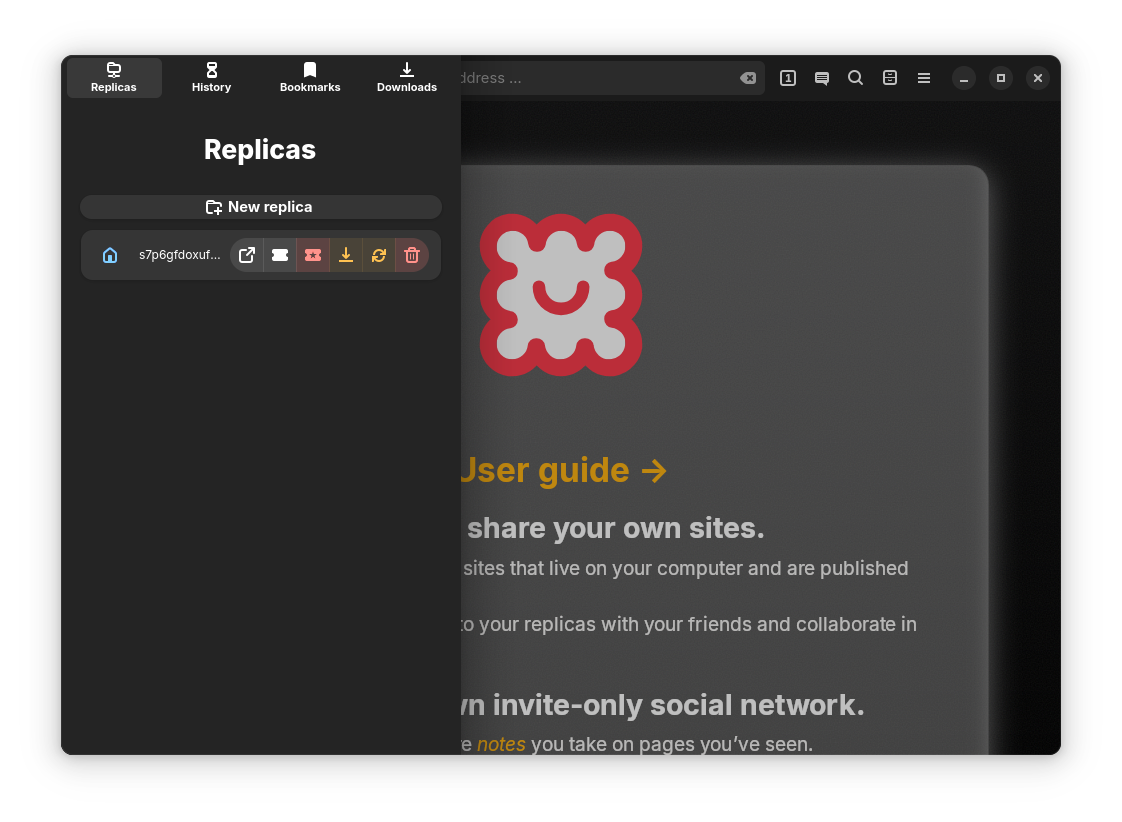 Replicas
History
Bookmarks
Downloads
ddress ...
1
Replicas
New replica
s7p6gfdoxuf...
User guide →
share your own sites.
sites that live on your computer and are published
to your replicas with your friends and collaborate in
invite-only social network.
notes you take on pages you've seen.